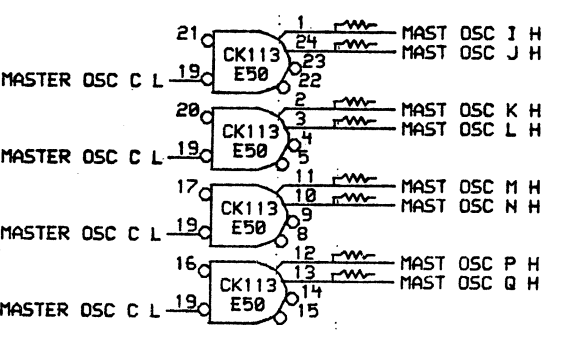 21 1 MAST OSC I H
CK113 24 MAST OSC J H
23
MASTER OSC C L 19 E50 22
20 2 MAST OSC K H
CK113 3 MAST OSC L H
4
MASTER OSC C L 19 E50 5
17 11 MAST OSC M H
CK113 10 MAST OSC N H
9
MASTER OSC C L 19 E50 8
16 12 MAST OSC P H
CK113 13 MAST OSC Q H
14
MASTER OSC C L 19 E50 15